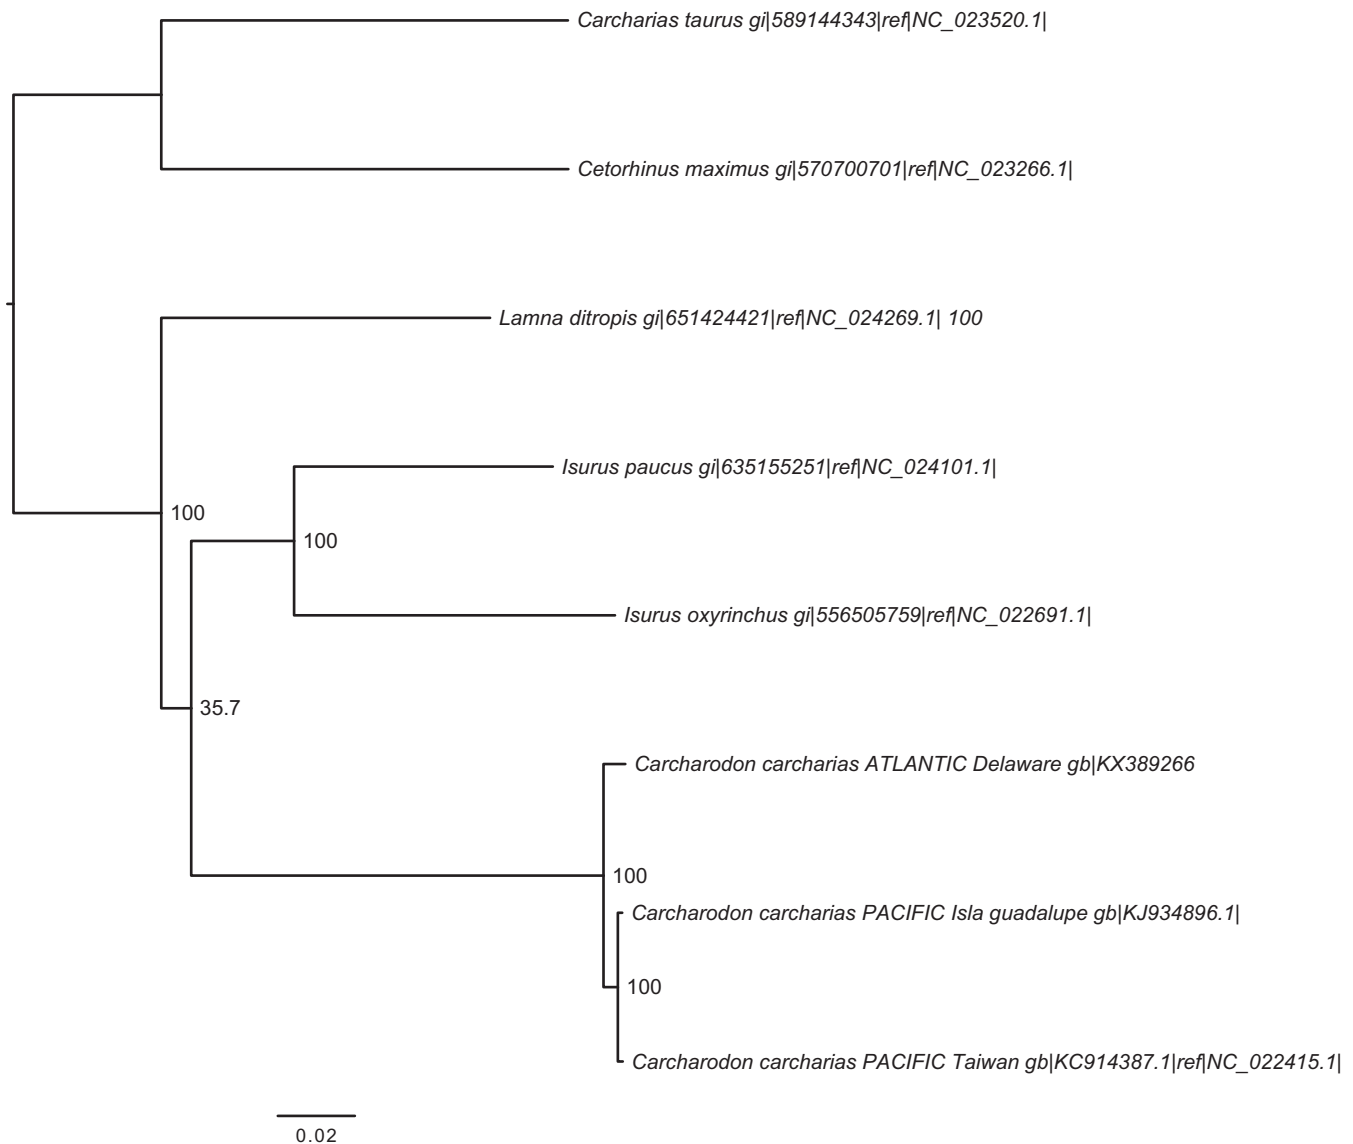 Carcharias taurus gi|589144343|ref|NC_023520.1|
Cetorhinus maximus gi|570700701|ref|NC_023266.1|
Lamna ditropis gi|651424421|ref|NC_024269.1| 100
Isurus paucus gi|635155251|ref|NC_024101.1|
100
100
Isurus oxyrinchus gi|556505759|ref|NC_022691.1|
35.7
Carcharodon carcharias ATLANTIC Delaware gb|KX389266
100
Carcharodon carcharias PACIFIC Isla guadalupe gb|KJ934896.1|
100
Carcharodon carcharias PACIFIC Taiwan gb|KC914387.1|ref|NC_022415.1|
0.02